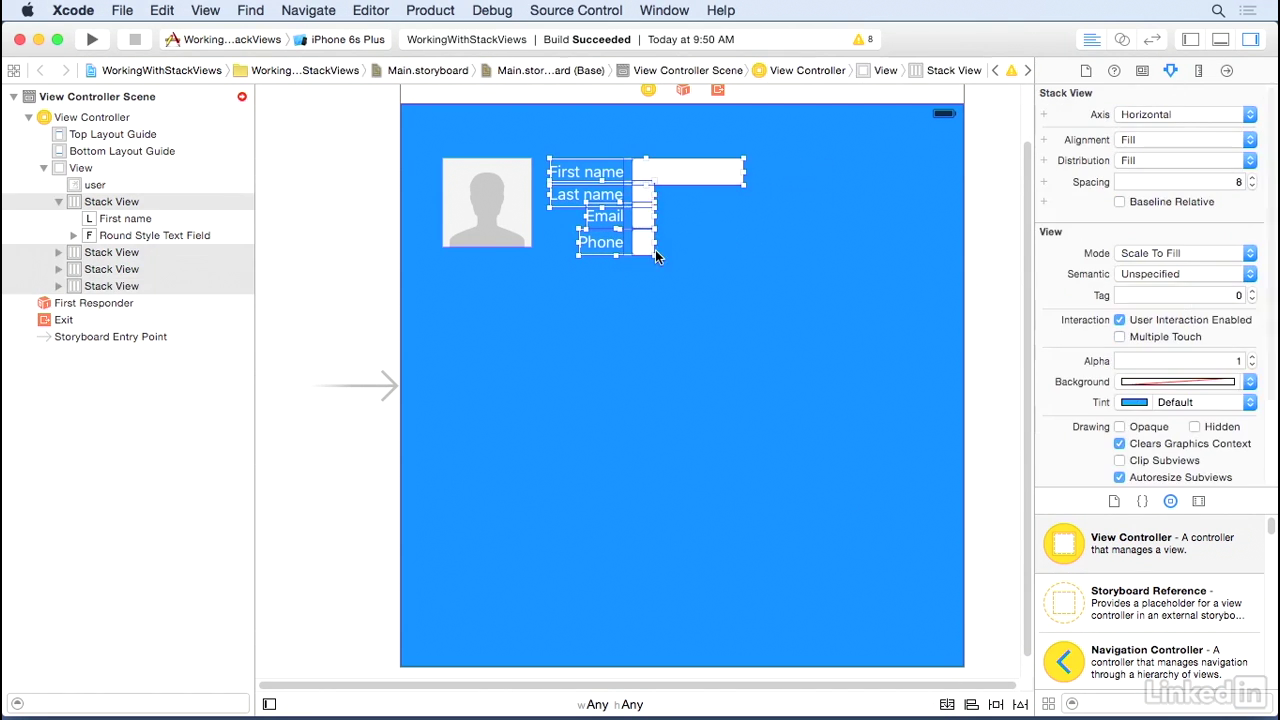 Xcode File Edit View Find Navigate Editor Product Debug Source Control Window Help
Working...ackViews iPhone 6s Plus WorkingWithStackViews Build Succeeded Today at 9:50 AM 8
WorkingWithStackViews Working...StackViews Main.storyboard Main.stor...ard (Base) View Controller Scene View Controller View Stack View
View Controller Scene
View Controller
Top Layout Guide
Bottom Layout Guide
View
user
Stack View
L First name
F Round Style Text Field
Stack View
Stack View
Stack View
First Responder
Exit
Storyboard Entry Point
First name
Last name
Email
Phone
wAny hAny
Stack View
Axis Horizontal
Alignment Fill
Distribution Fill
Spacing 8
Baseline Relative
View
Mode Scale To Fill
Semantic Unspecified
Tag 0
Interaction User Interaction Enabled
Multiple Touch
Alpha 1
Background
Tint Default
Drawing Opaque Hidden
Clears Graphics Context
Clip Subviews
Autoresize Subviews
View Controller - A controller
that manages a view.
Storyboard Reference -
Provides a placeholder for a view
controller in an external storybo...
Navigation Controller - A
controller that manages navigation
through a hierarchy of views.
Linked in